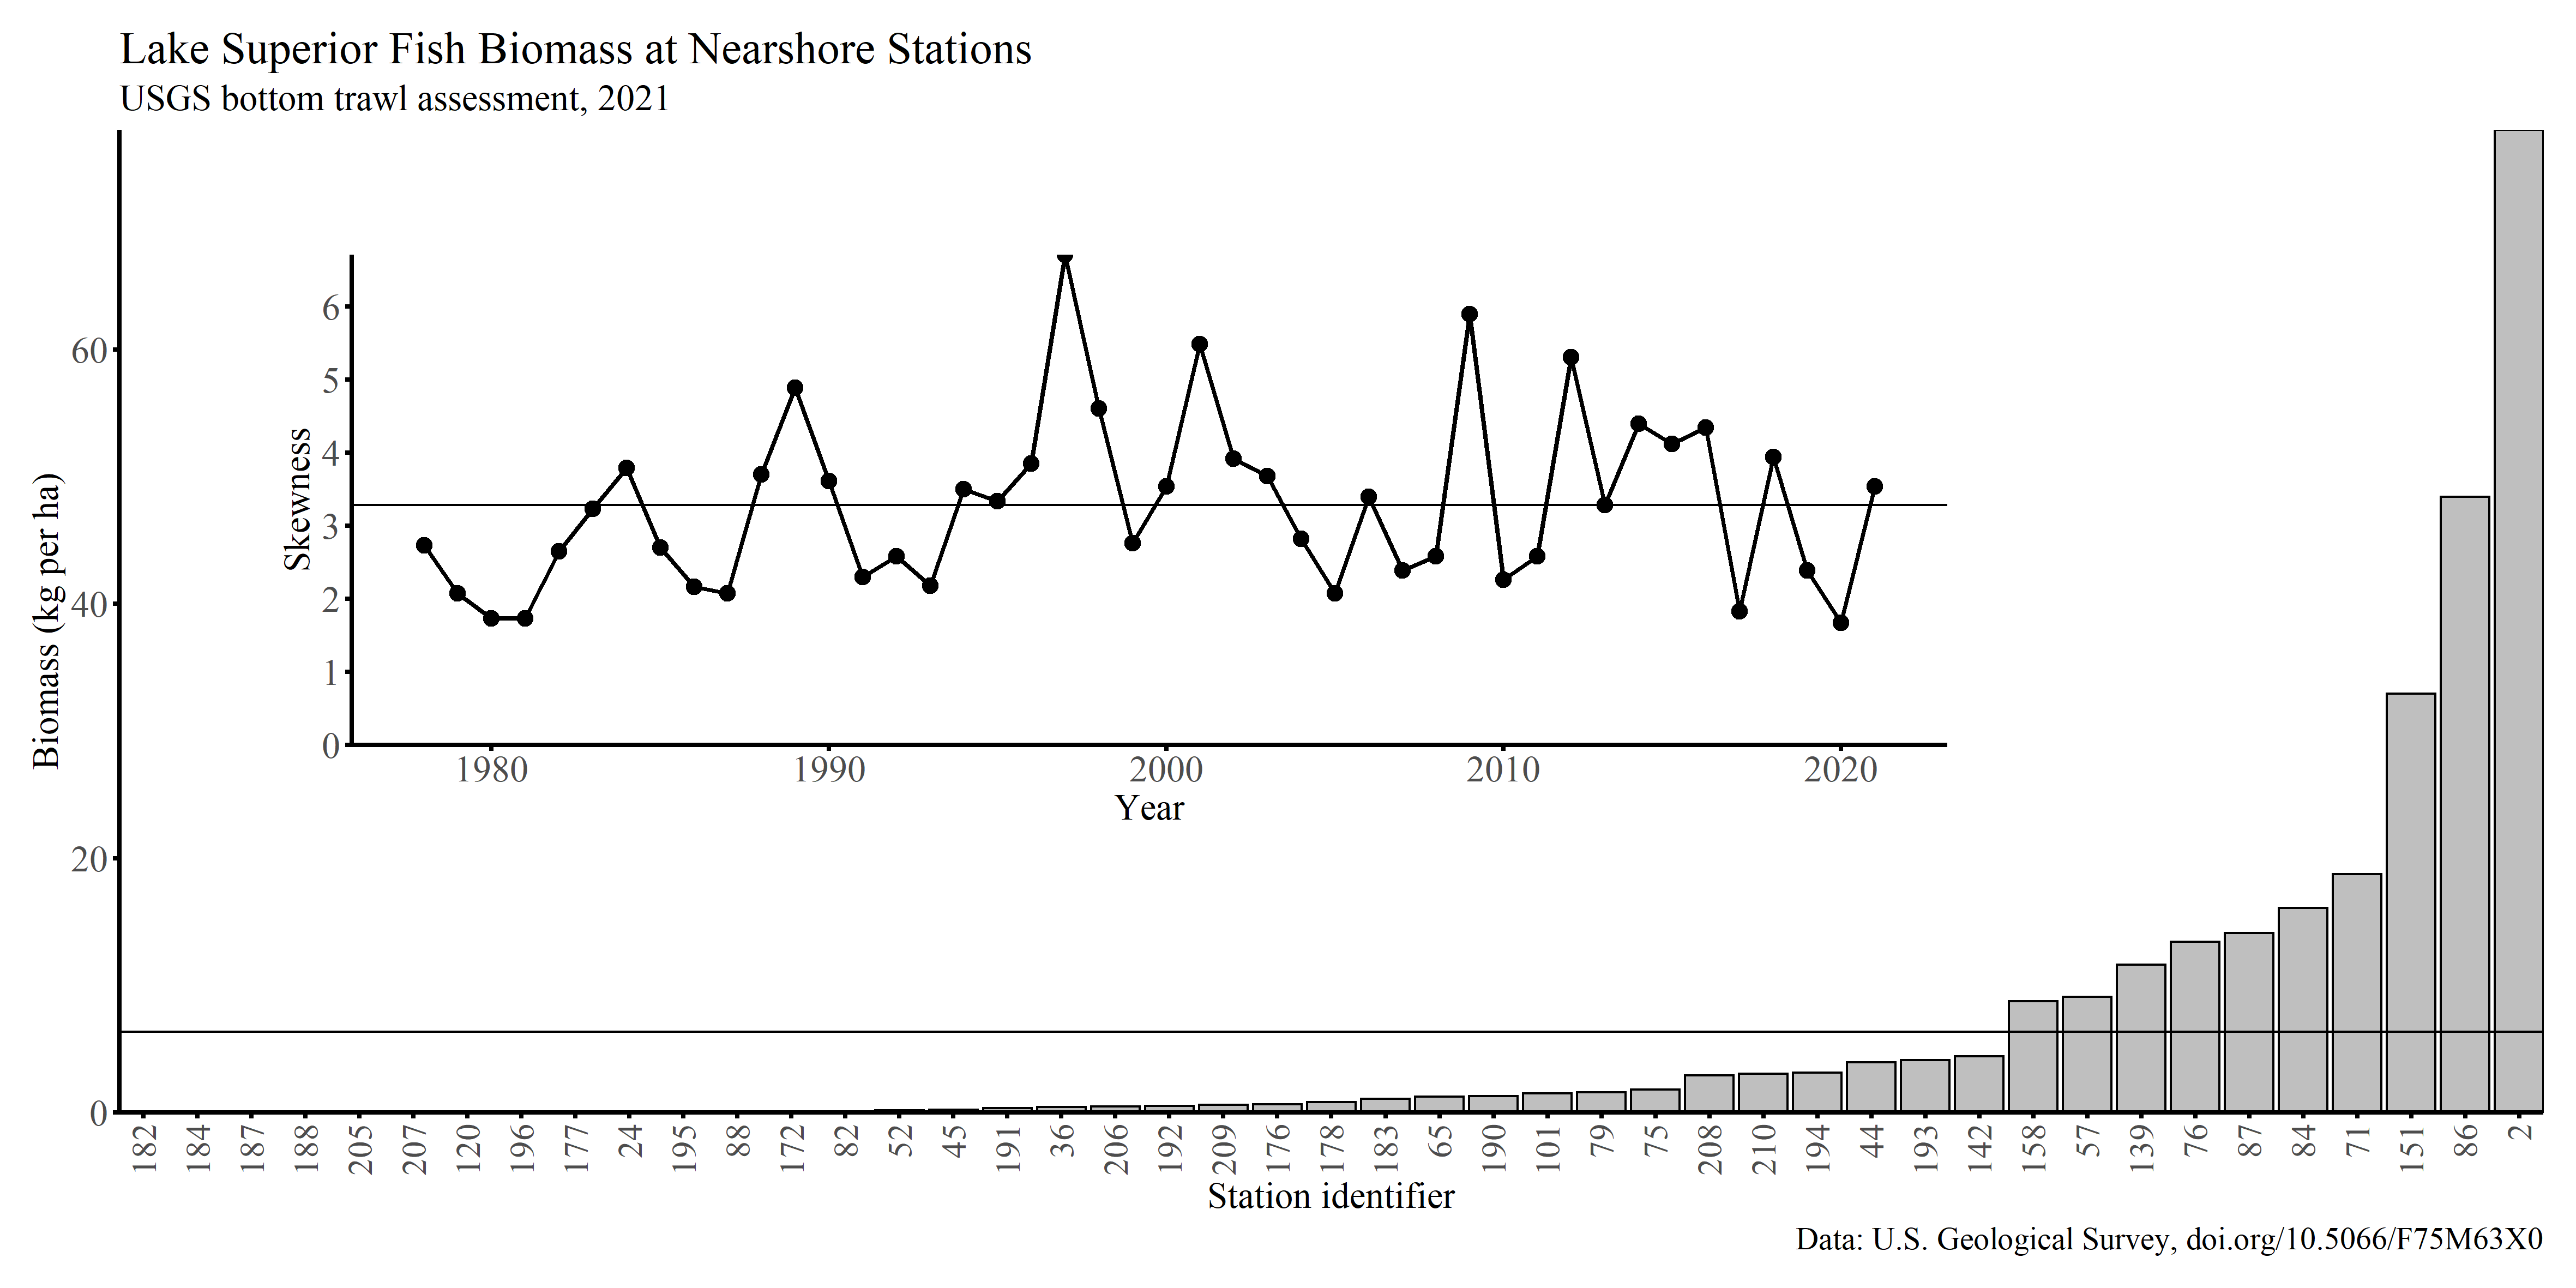 Lake Superior Fish Biomass at Nearshore Stations
USGS bottom trawl assessment, 2021
Biomass (kg per ha)
60
40
20
0
Skewness
6
5
4
3
2
1
0
1980 1990 2000 2010 2020
Year
182 184 187 188 205 207 120 196 177 24 195 88 172 82 52 45 191 36 206 192 209 176 178 183 65 190 101 79 75 208 210 194 44 193 142 158 57 139 76 87 84 71 151 86 2
Station identifier
Data: U.S. Geological Survey, doi.org/10.5066/F75M63X0